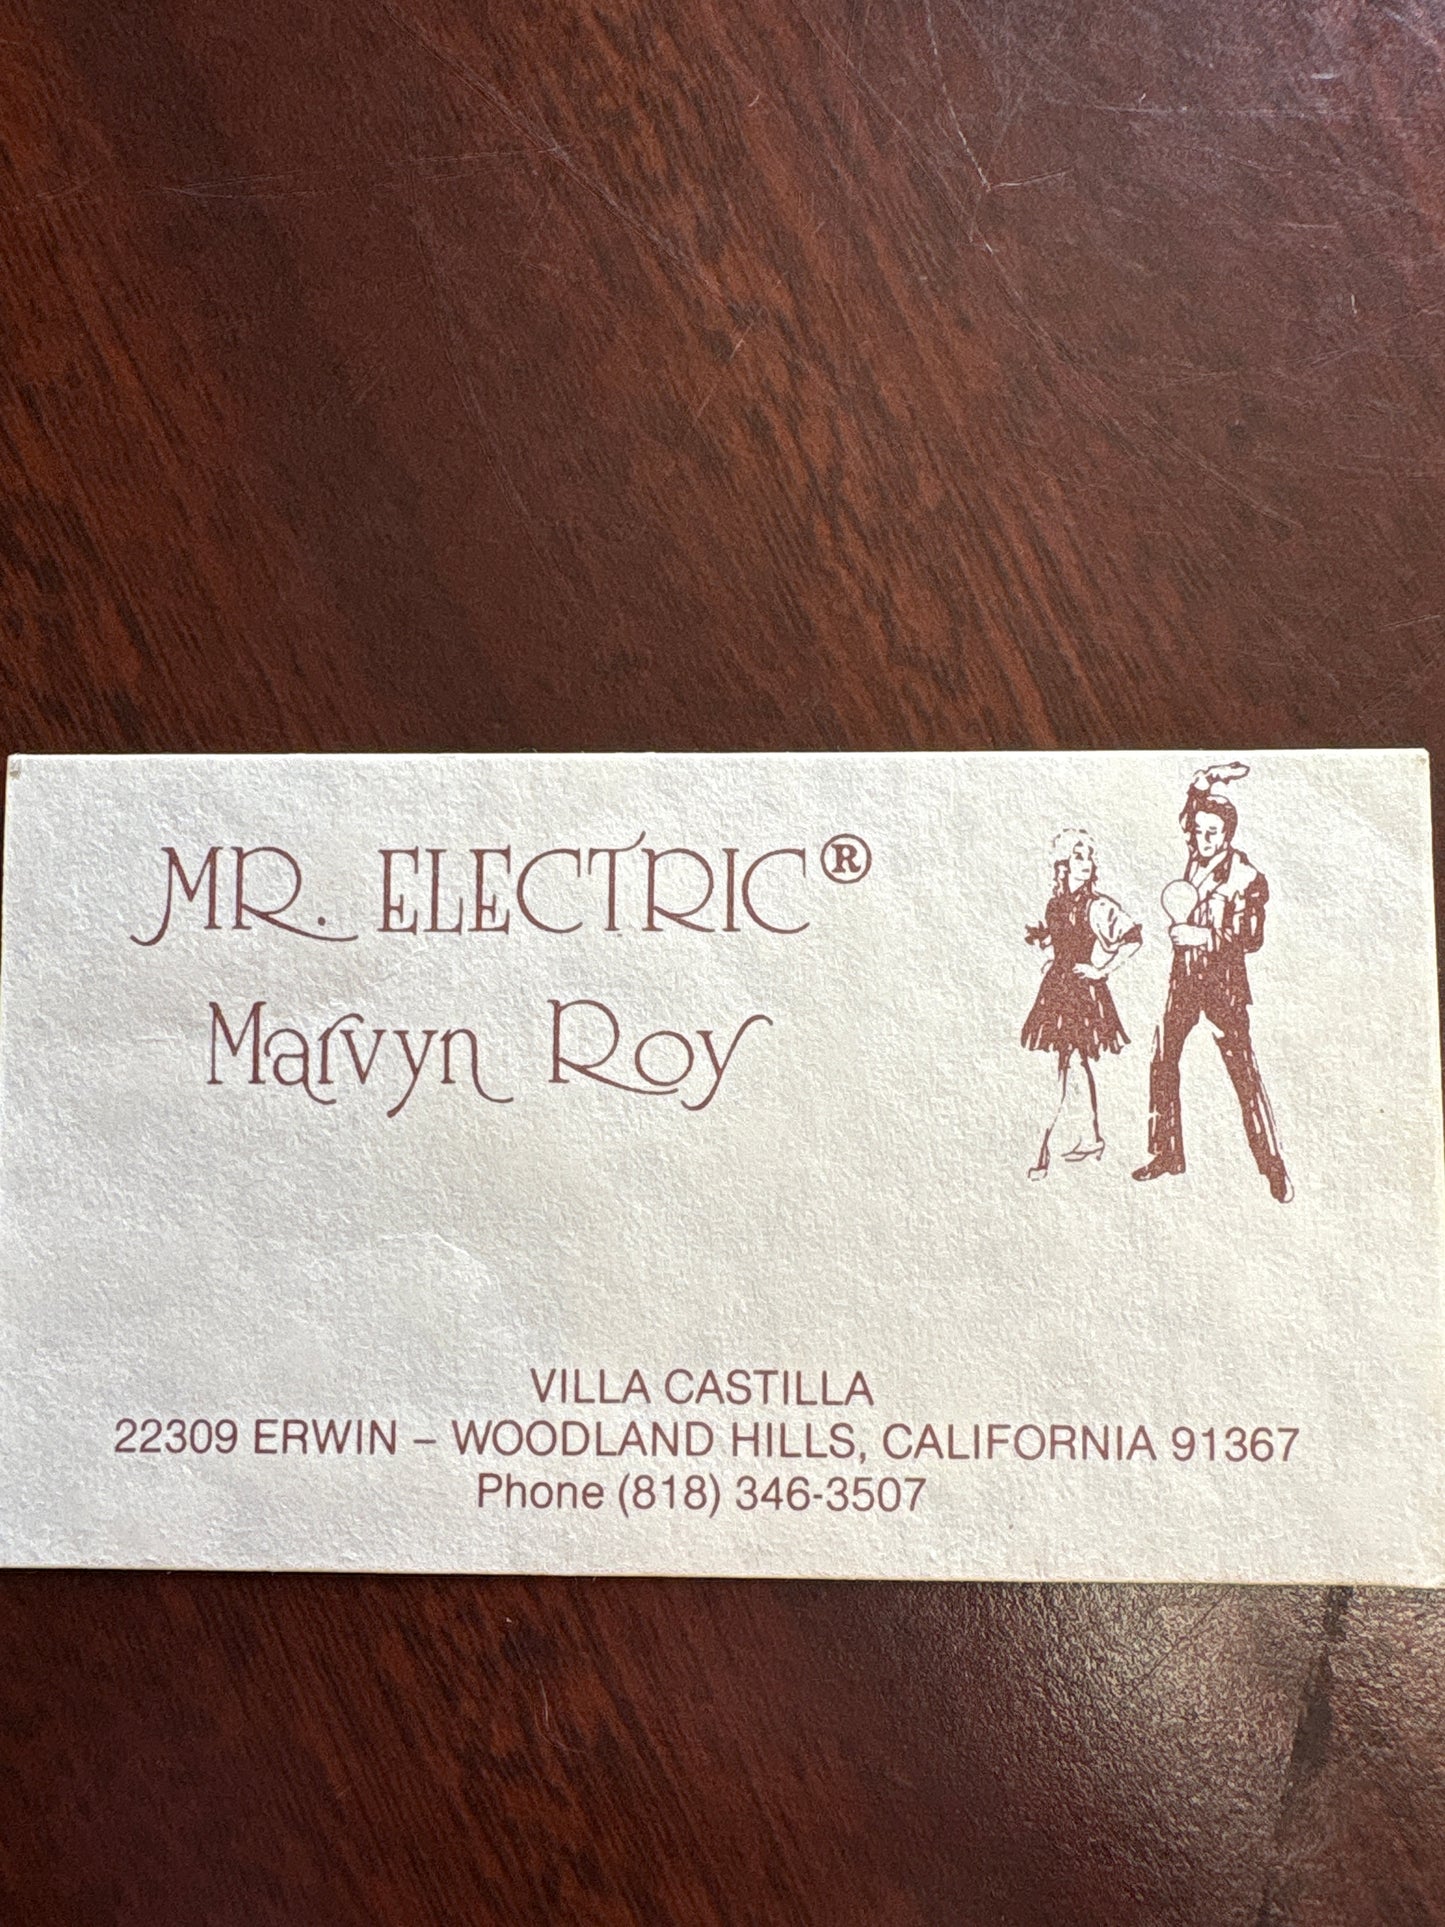 MR. ELECTRIC®
Marvyn Roy
VILLA CASTILLA
22309 ERWIN – WOODLAND HILLS, CALIFORNIA 91367
Phone (818) 346-3507